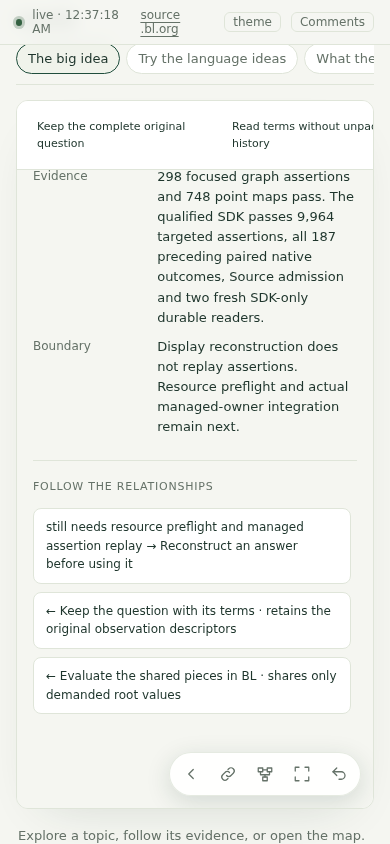 live · 12:37:18
AM
source
.bl.org
theme
Comments
The big idea
Try the language ideas
What the
Keep the complete original
question
Read terms without unpac
history
Evidence
298 focused graph assertions
and 748 point maps pass. The
qualified SDK passes 9,964
targeted assertions, all 187
preceding paired native
outcomes, Source admission
and two fresh SDK-only
durable readers.
Boundary
Display reconstruction does
not replay assertions.
Resource preflight and actual
managed-owner integration
remain next.
FOLLOW THE RELATIONSHIPS
still needs resource preflight and managed
assertion replay → Reconstruct an answer
before using it
← Keep the question with its terms · retains the
original observation descriptors
← Evaluate the shared pieces in BL · shares only
demanded root values
Explore a topic, follow its evidence, or open the map.